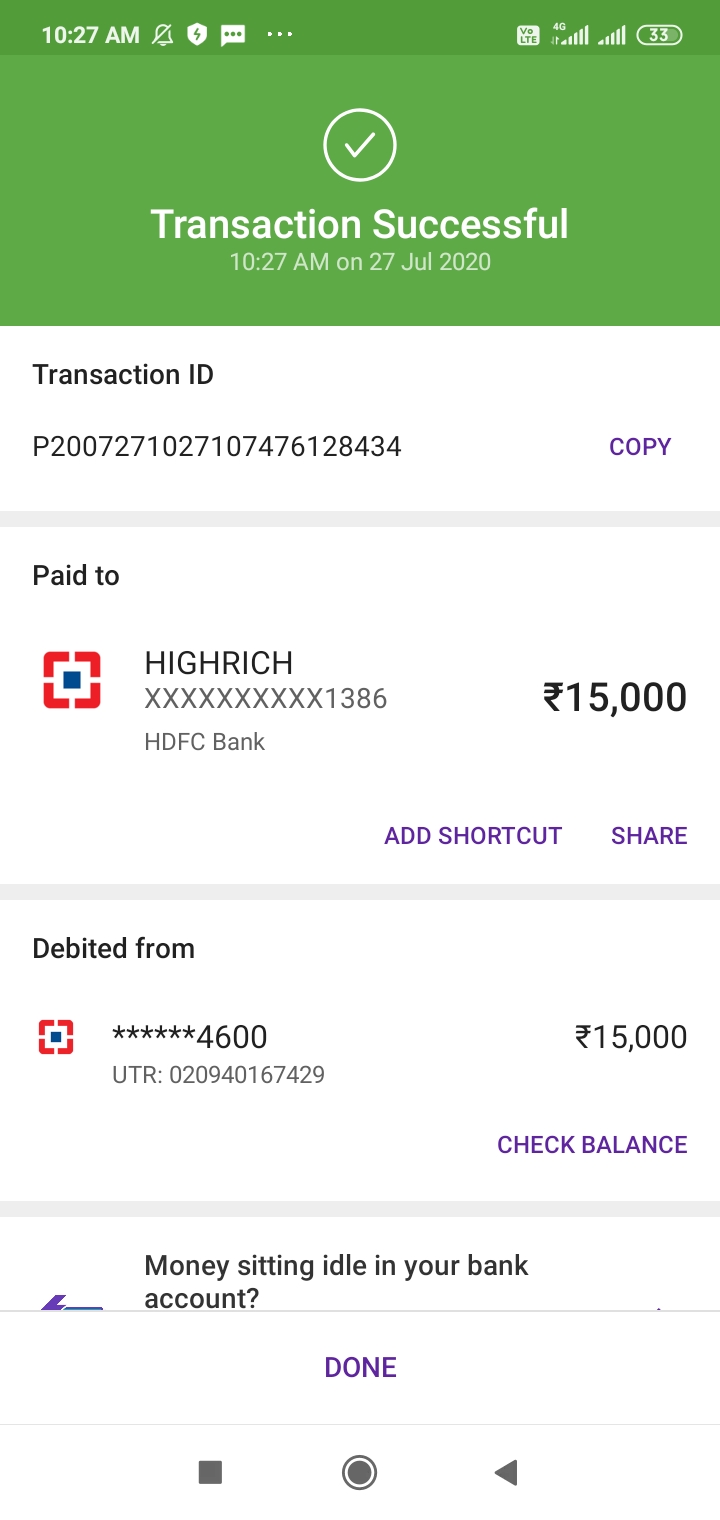 10:27 AM ...
Vo LTE 4G 33
Transaction Successful
10:27 AM on 27 Jul 2020
Transaction ID
P2007271027107476128434 COPY
Paid to
HIGHRICH
XXXXXXXXXX1386 ₹15,000
HDFC Bank
ADD SHORTCUT SHARE
Debited from
******4600 ₹15,000
UTR: 020940167429
CHECK BALANCE
Money sitting idle in your bank
account?
DONE